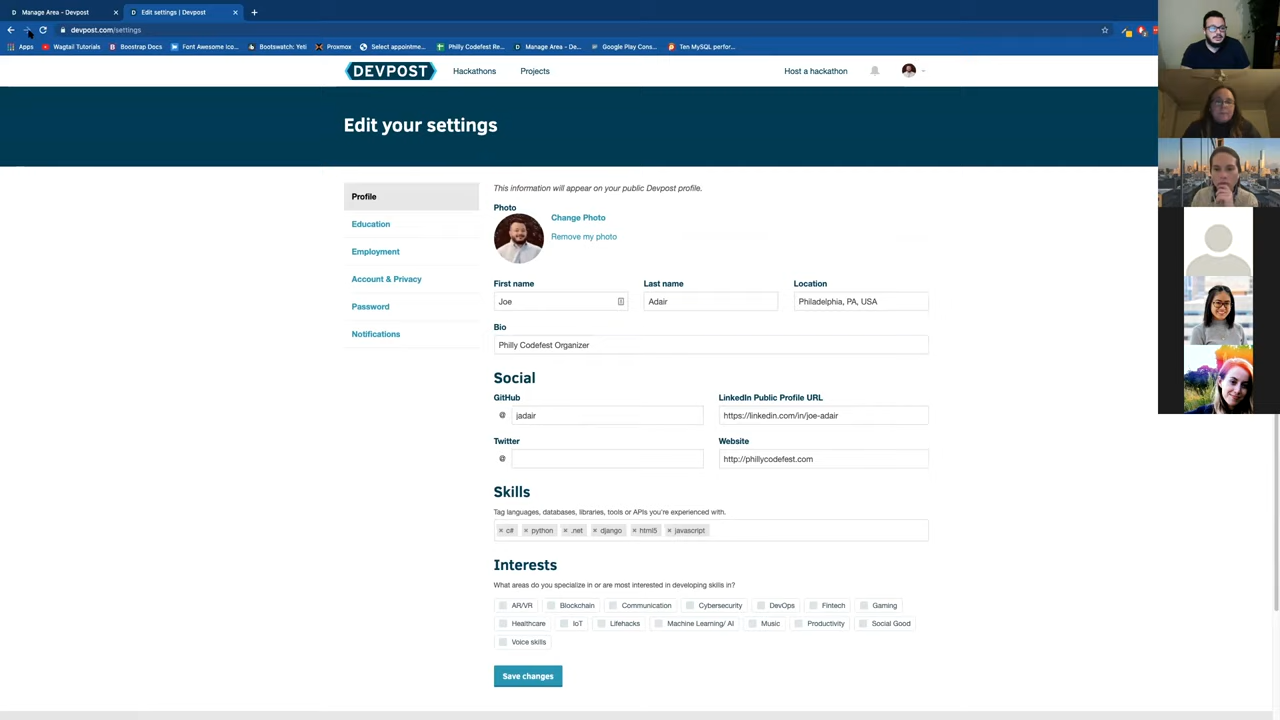 Manage Area - Devpost
Edit settings | Devpost
devpost.com/settings
Apps
Wagtail Tutorials
Boostrap Docs
Font Awesome Ico...
Bootswatch: Yeti
Proxmox
Select appointme...
Philly Codefest Re...
Manage Area - De...
Google Play Cons...
Ten MySQL perfor...
DEVPOST
Hackathons
Projects
Host a hackathon
Edit your settings
Profile
Education
Employment
Account & Privacy
Password
Notifications
This information will appear on your public Devpost profile.
Photo
Change Photo
Remove my photo
First name
Last name
Location
Joe
Adair
Philadelphia, PA, USA
Bio
Philly Codefest Organizer
Social
GitHub
LinkedIn Public Profile URL
@ jadair
https://linkedin.com/in/joe-adair
Twitter
Website
@
http://phillycodefest.com
Skills
Tag languages, databases, libraries, tools or APIs you're experienced with.
× c# × python × .net × django × html5 × javascript
Interests
What areas do you specialize in or are most interested in developing skills in?
AR/VR Blockchain Communication Cybersecurity DevOps Fintech Gaming
Healthcare IoT Lifehacks Machine Learning/ AI Music Productivity Social Good
Voice skills
Save changes